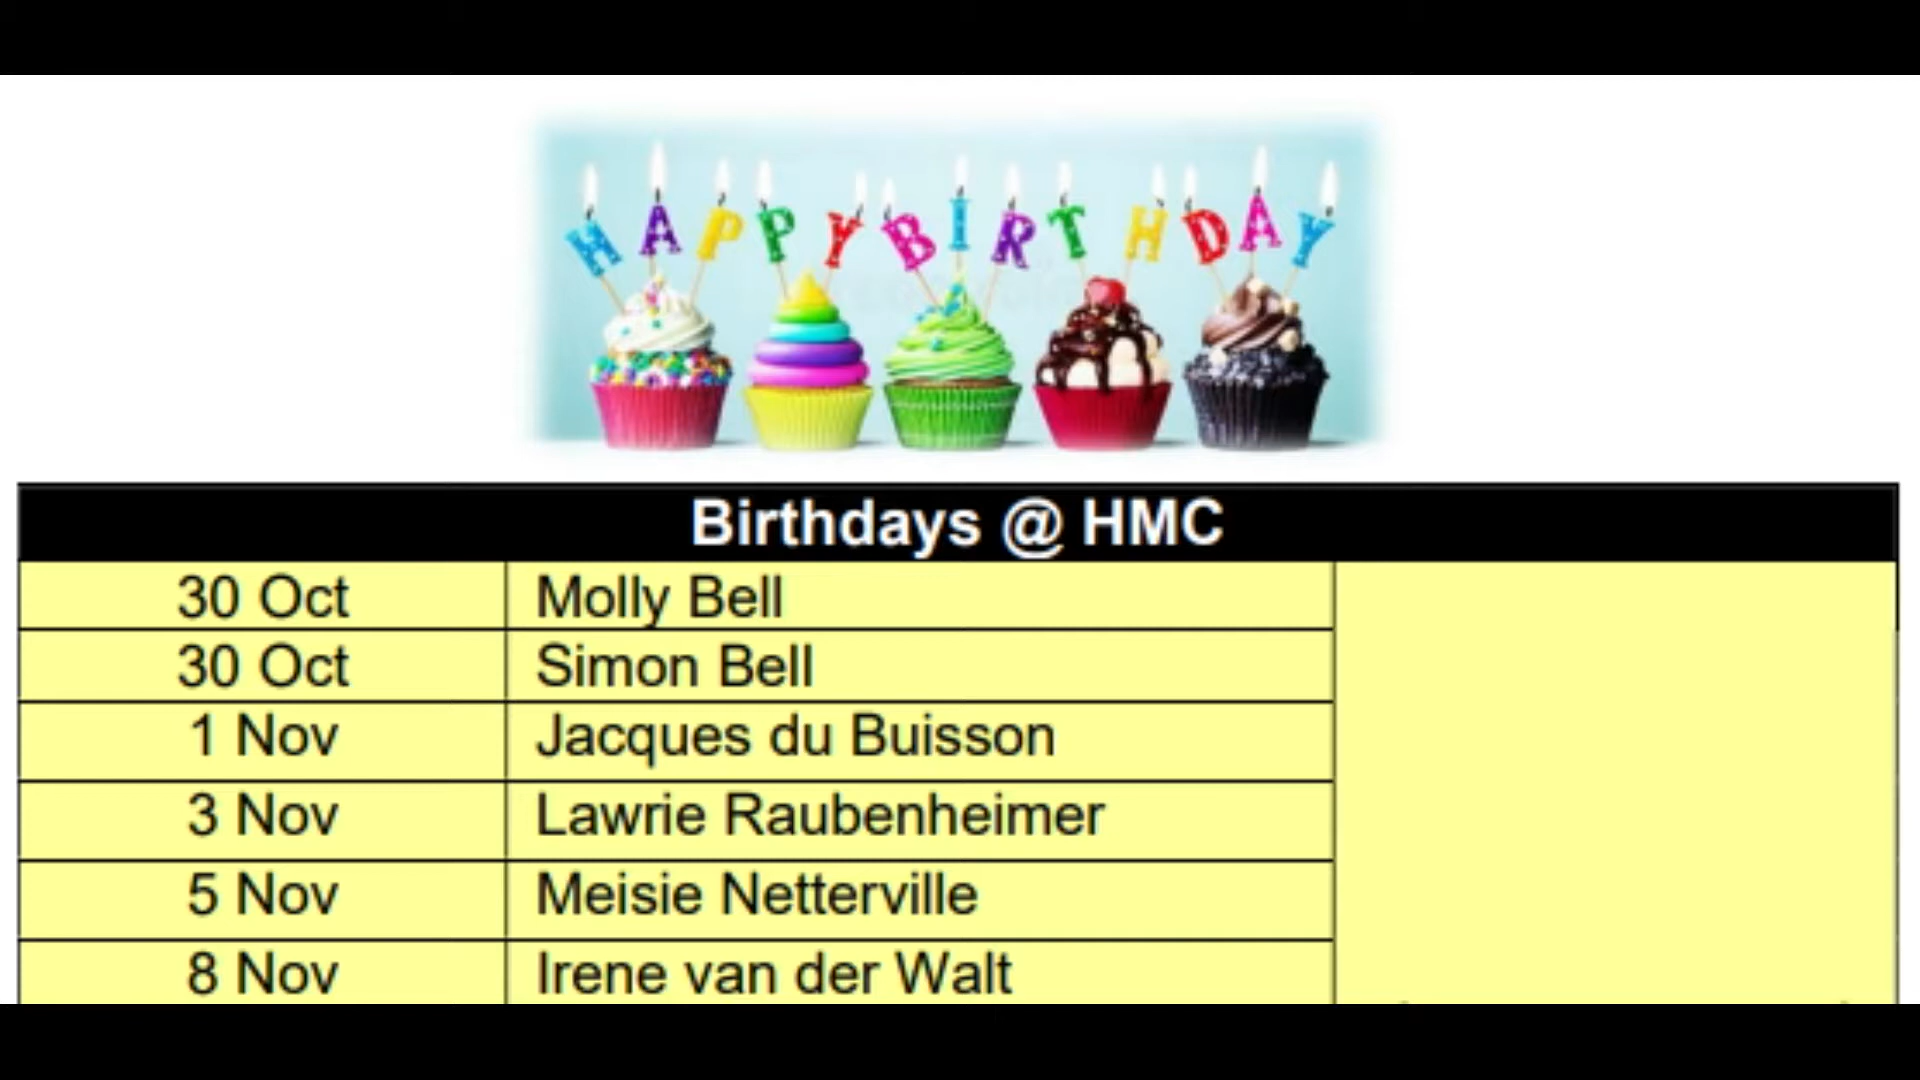 HAPPY BIRTHDAY
Birthdays @ HMC
30 Oct Molly Bell
30 Oct Simon Bell
1 Nov Jacques du Buisson
3 Nov Lawrie Raubenheimer
5 Nov Meisie Netterville
8 Nov Irene van der Walt